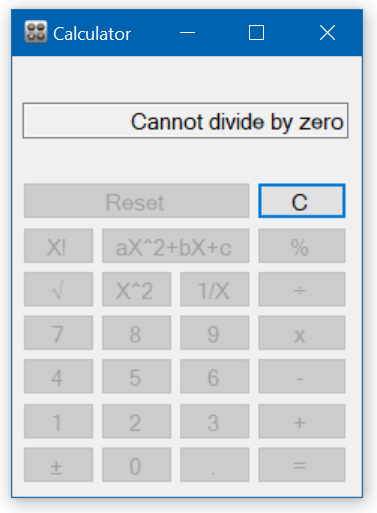 Calculator
Cannot divide by zero
Reset C
X! aX^2+bX+c %
√ X^2 1/X ÷
7 8 9 x
4 5 6 -
1 2 3 +
± 0 . =